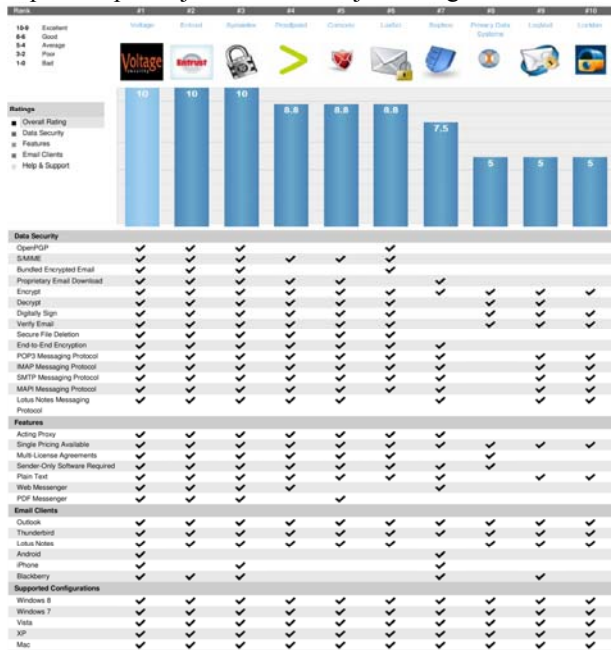 Rank #1 #2 #3 #4 #5 #6 #7 #8 #9 #10
Voltage Entrust Symantec Proofpoint Comodo Sophos Privacy Data Systems
10-9 Excellent
8-6 Good
5-4 Average
3-2 Poor
1-0 Bad
Voltage Entrust
Ratings
Overall Rating
Data Security
Features
Email Clients
Help & Support
10 10 10 8.8 8.8 8.8 7.5 5 5 5
Data Security
OpenPGP
S/MIME
Bundled Encrypted Email
Proprietary Email Download
Encrypt
Decrypt
Digitally Sign
Verify Email
Secure File Deletion
End-to-End Encryption
POP3 Messaging Protocol
IMAP Messaging Protocol
SMTP Messaging Protocol
MAPI Messaging Protocol
Lotus Notes Messaging
Protocol
Features
Acting Proxy
Single Pricing Available
Multi-License Agreements
Sender-Only Software Required
Plain Text
Web Messenger
PDF Messenger
Email Clients
Outlook
Thunderbird
Lotus Notes
Android
iPhone
Blackberry
Supported Configurations
Windows 8
Windows 7
Vista
XP
Mac